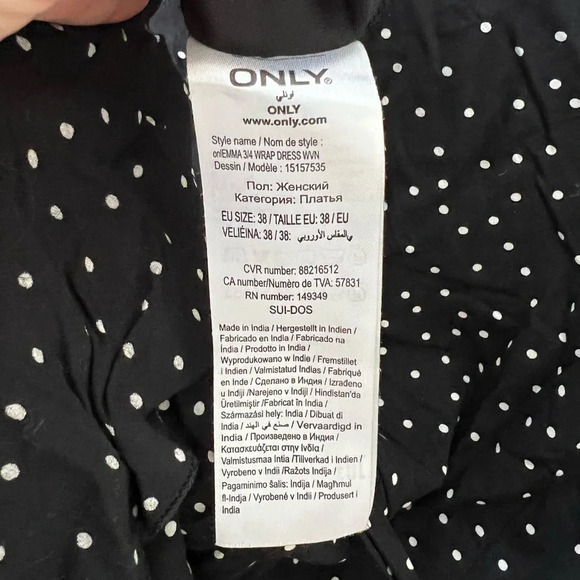 ONLY®
اونلي
ONLY
www.only.com
Style name / Nom de style :
onlEMMA 3/4 WRAP DRESS WVN
Dessin / Modèle : 15157535
Пол: Женский
Категория: Платья
EU SIZE: 38 / TAILLE EU: 38 / EU
VELIĖINA: 38 / 38: المقاس الأوروبي
CVR number: 88216512
CA number/Numèro de TVA: 57831
RN number: 149349
SUI-DOS
Made in India / Hergestellt in Indien /
Fabricado en India / Fabricado na
Índia / Prodotto in India /
Wyprodukowano w Indie / Fremstillet
i Indien / Valmistatud Indias / Fabriqué
en Inde / Сделано в Индия / Izrađeno
u Indiji /Narejeno v Indiji / Hindistan'da
Üretilmiştir /Fabricat în India /
Származási hely: India / Dibuat di
India / صنع في الهند / Vervaardigd in
India / Произведено в Индия /
Κατασκευάζεται στην Ινδία /
Valmistusmaa Intia /Tillverkad i Indien /
Vyrobeno v Indii /Ražots Indija /
Pagaminimo šalis: Indija / Magħmul
fl-Indja / Vyrobené v Indii / Produsert i
India